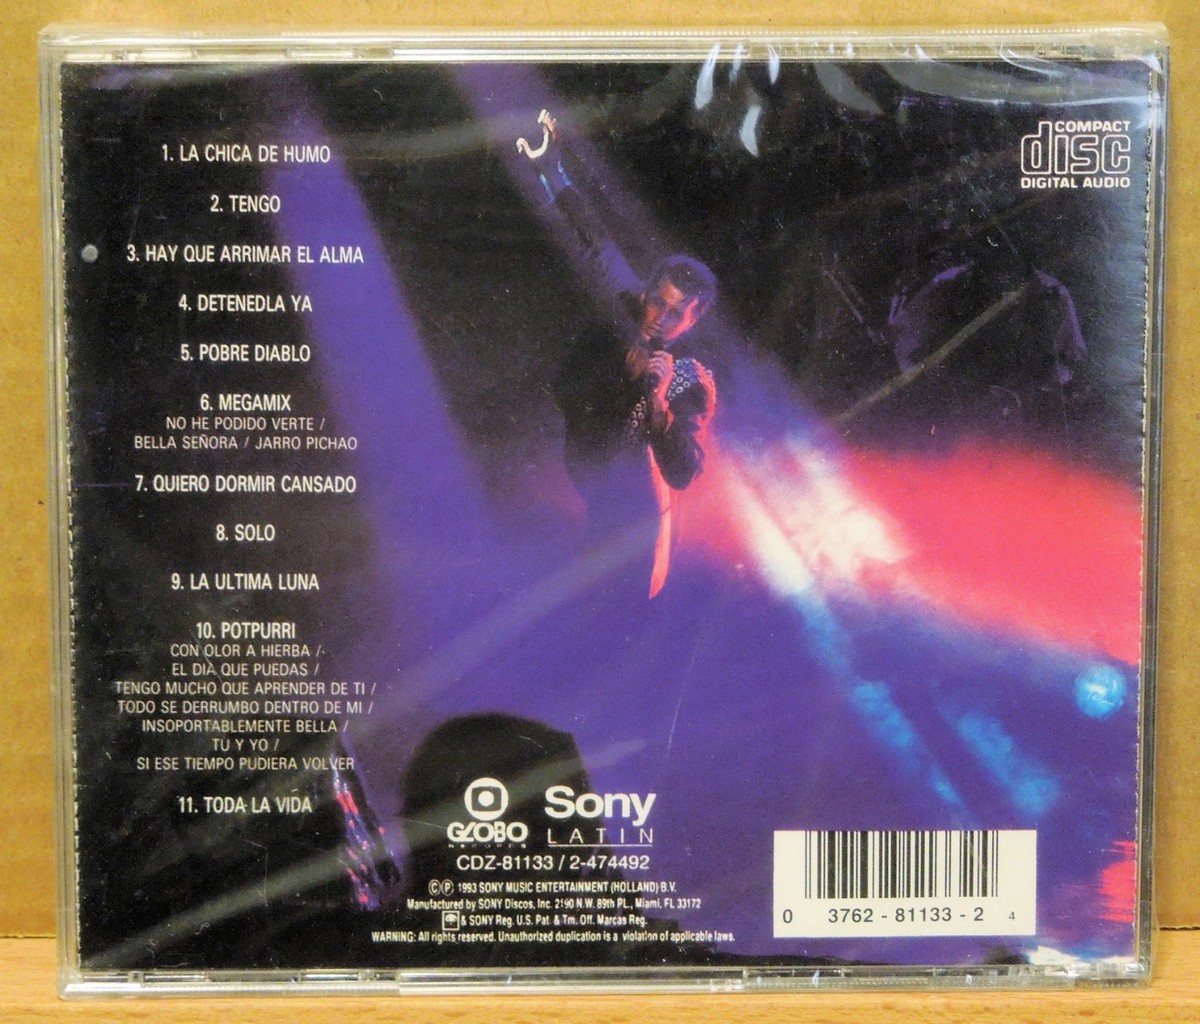 1. LA CHICA DE HUMO
2. TENGO
3. HAY QUE ARRIMAR EL ALMA
4. DETENEDLA YA
5. POBRE DIABLO
6. MEGAMIX
NO HE PODIDO VERTE /
BELLA SEÑORA / JARRO PICHAO
7. QUIERO DORMIR CANSADO
8. SOLO
9. LA ULTIMA LUNA
10. POTPURRI
CON OLOR A HIERBA /
EL DIA QUE PUEDAS /
TENGO MUCHO QUE APRENDER DE TI /
TODO SE DERRUMBO DENTRO DE MI /
INSOPORTABLEMENTE BELLA /
TU Y YO /
SI ESE TIEMPO PUDIERA VOLVER
11. TODA LA VIDA
COMPACT
disc
DIGITAL AUDIO
GLOBO
RECORDS
Sony
LATIN
CDZ-81133 / 2-474492
©℗ 1993 SONY MUSIC ENTERTAINMENT (HOLLAND) B.V.
Manufactured by SONY Discos, Inc. 2190 N.W. 89th PL., Miami, FL 33172
& SONY Reg. U.S. Pat. & Tm. Off. Marcas Reg.
WARNING: All rights reserved. Unauthorized duplication is a violation of applicable laws.
0 3762-81133-2 4